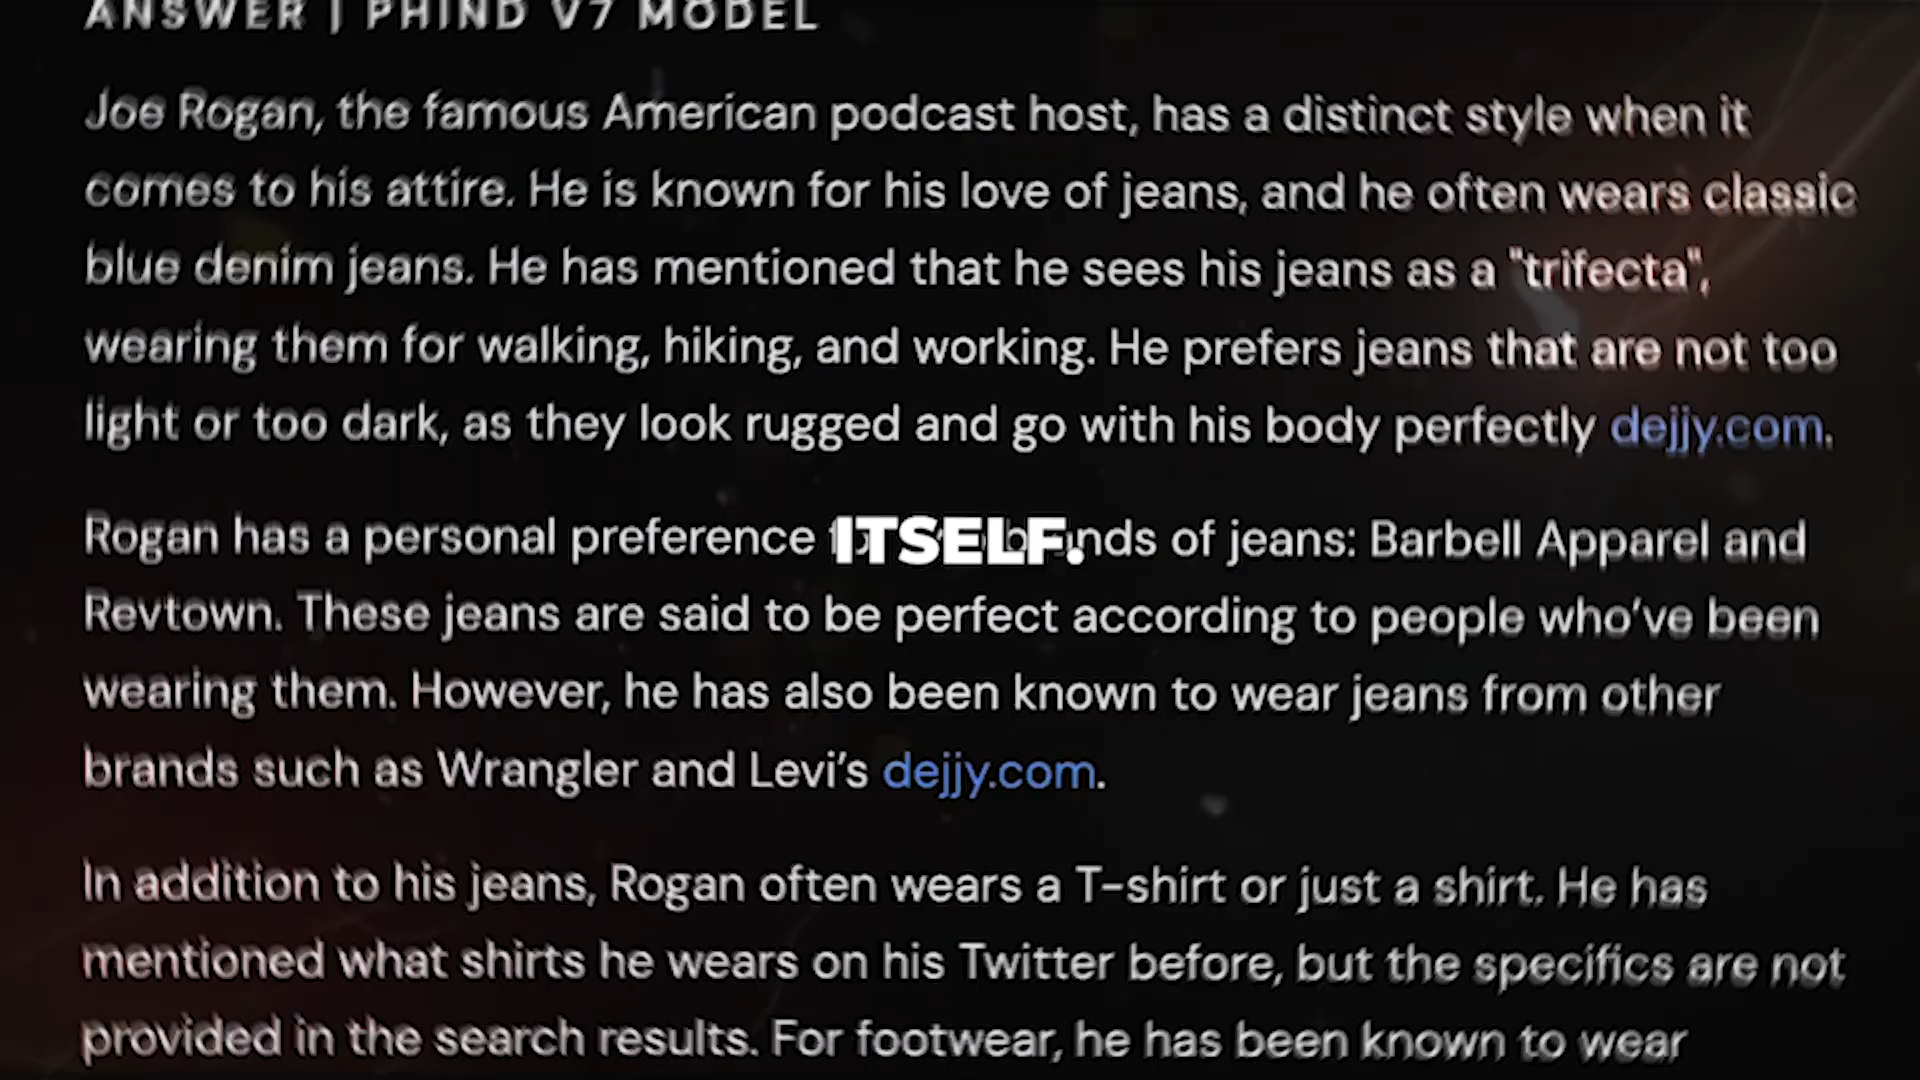 ANSWER | PHIND V7 MODEL
Joe Rogan, the famous American podcast host, has a distinct style when it
comes to his attire. He is known for his love of jeans, and he often wears classic
blue denim jeans. He has mentioned that he sees his jeans as a "trifecta",
wearing them for walking, hiking, and working. He prefers jeans that are not too
light or too dark, as they look rugged and go with his body perfectly dejjy.com.
Rogan has a personal preference ITSELF. of jeans: Barbell Apparel and
Revtown. These jeans are said to be perfect according to people who've been
wearing them. However, he has also been known to wear jeans from other
brands such as Wrangler and Levi's dejjy.com.
In addition to his jeans, Rogan often wears a T-shirt or just a shirt. He has
mentioned what shirts he wears on his Twitter before, but the specifics are not
provided in the search results. For footwear, he has been known to wear